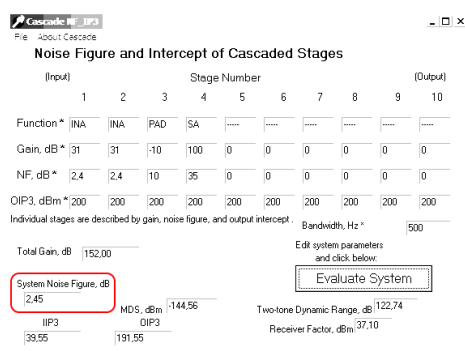 Cascade NF_IP3
File About Cascade
Noise Figure and Intercept of Cascaded Stages
(Input) Stage Number (Output)
1 2 3 4 5 6 7 8 9 10
Function * INA INA PAD SA ----- ----- ----- ----- ----- -----
Gain, dB * 31 31 -10 100 0 0 0 0 0 0
NF, dB * 2,4 2,4 10 35 0 0 0 0 0 0
OIP3, dBm * 200 200 200 200 200 200 200 200 200 200
Individual stages are described by gain, noise figure, and output intercept . Bandwidth, Hz * 500
Total Gain, dB 152,00
Edit system parameters
and click below:
Evaluate System
System Noise Figure, dB
2,45
MDS, dBm -144,56
Two-tone Dynamic Range, dB 122,74
IIP3 OIP3
Receiver Factor, dBm 37,10
39,55 191,55